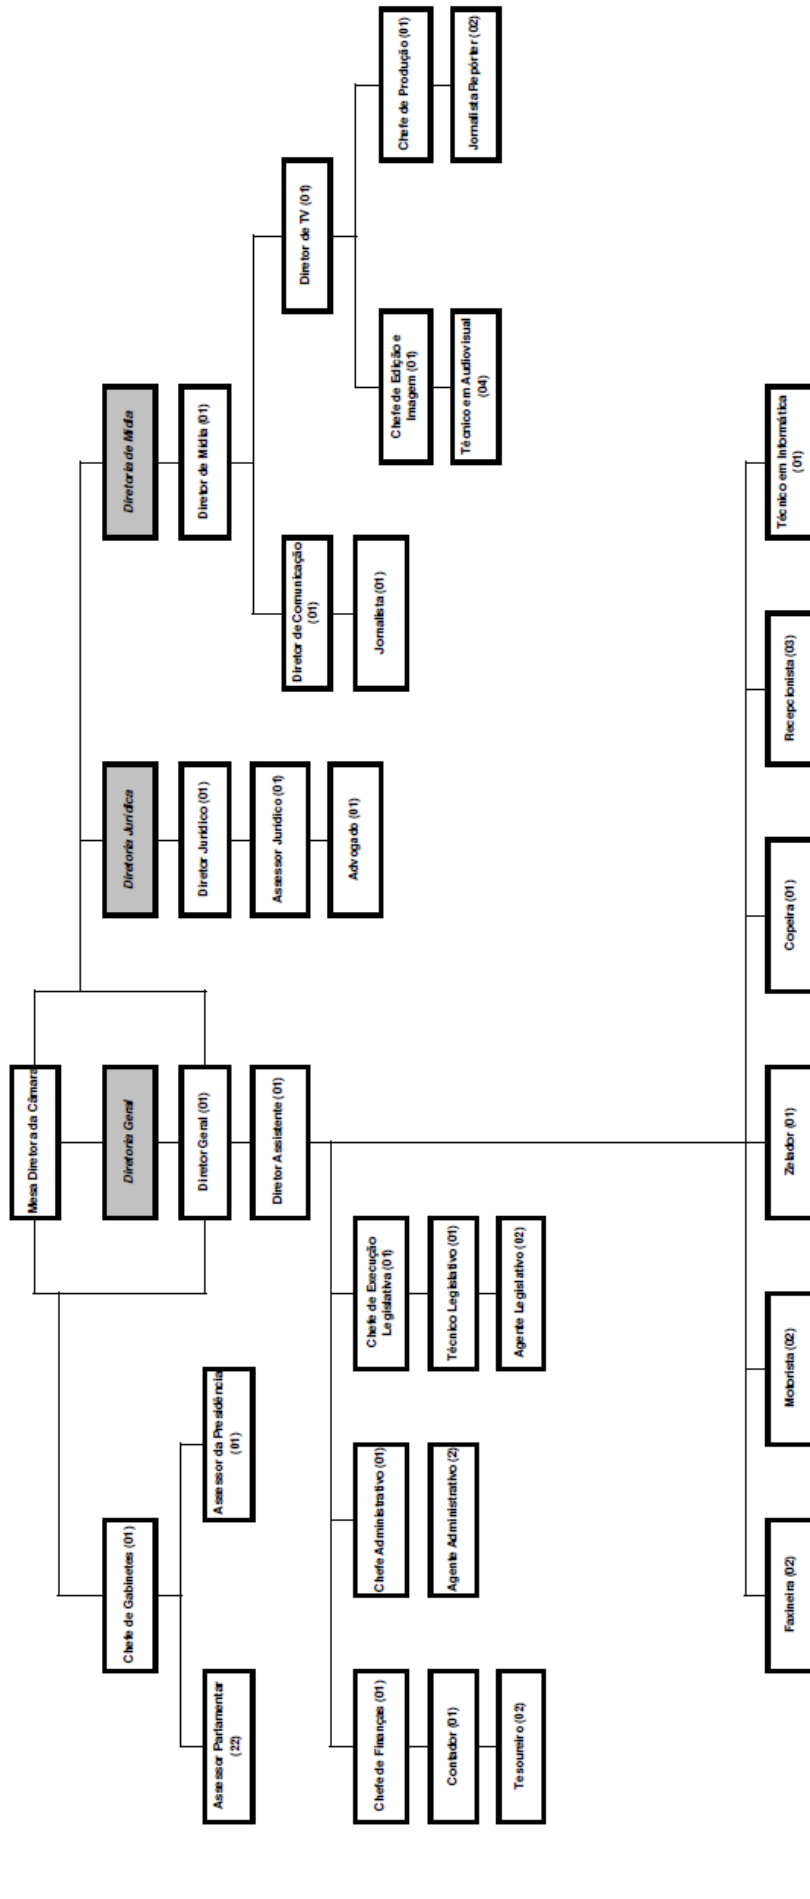 Mesa Diretora da Câmara
Chefe de Gabinetes (01)
Diretoria Geral
Diretoria Jurídica
Diretoria de Mídia
Assessor Parlamentar
(22)
Assessor da Presidência
(01)
Diretor Geral (01)
Diretor Jurídico (01)
Diretor de Mídia (01)
Diretor Assistente (01)
Assessor Jurídico (01)
Diretor de Comunicação
(01)
Diretor de TV (01)
Chefe de Finanças (01)
Chefe Administrativo (01)
Chefe de Execução
Legislativa (01)
Advogado (01)
Jornalista (01)
Chefe de Edição e
Imagem (01)
Chefe de Produção (01)
Contador (01)
Agente Administrativo (2)
Técnico Legislativo (01)
Técnico em Audiovisual
(04)
Jornalista Repórter (02)
Tesoureiro (02)
Agente Legislativo (02)
Faxineira (02)
Motorista (02)
Zelador (01)
Copeira (01)
Recepcionista (03)
Técnico em Informática
(01)